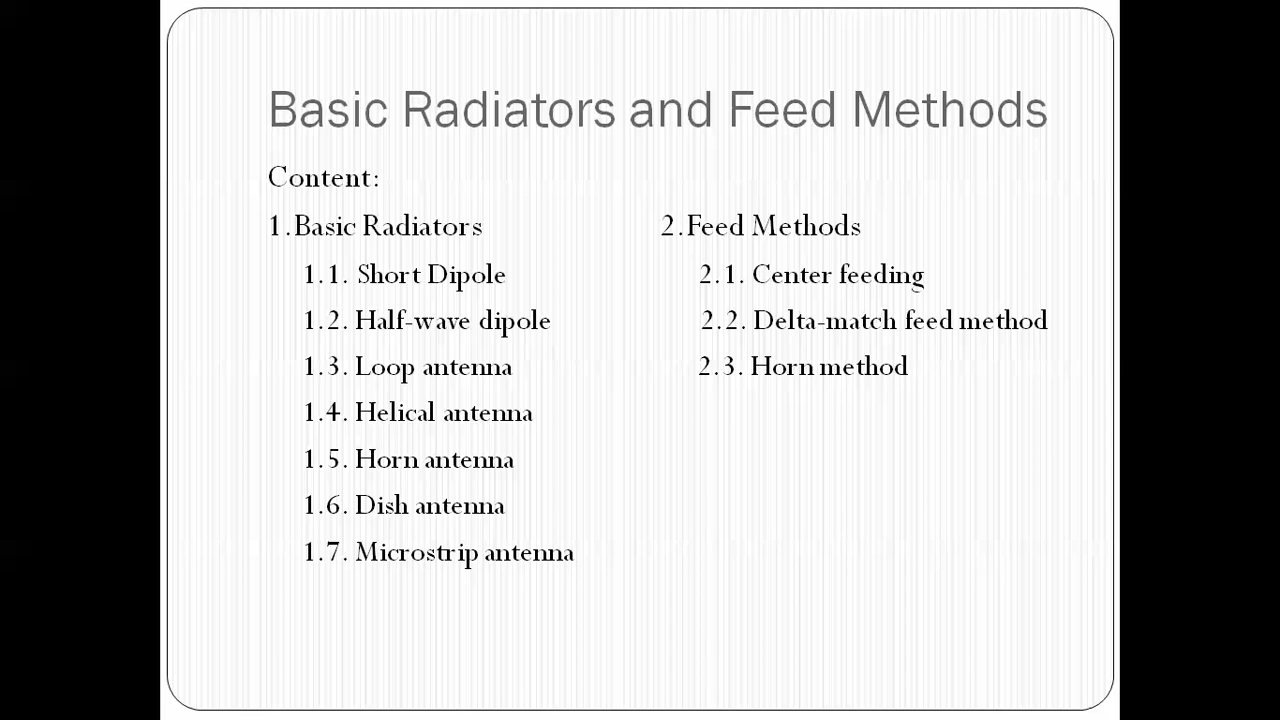 Basic Radiators and Feed Methods
Content:
1.Basic Radiators
1.1. Short Dipole
1.2. Half-wave dipole
1.3. Loop antenna
1.4. Helical antenna
1.5. Horn antenna
1.6. Dish antenna
1.7. Microstrip antenna
2.Feed Methods
2.1. Center feeding
2.2. Delta-match feed method
2.3. Horn method